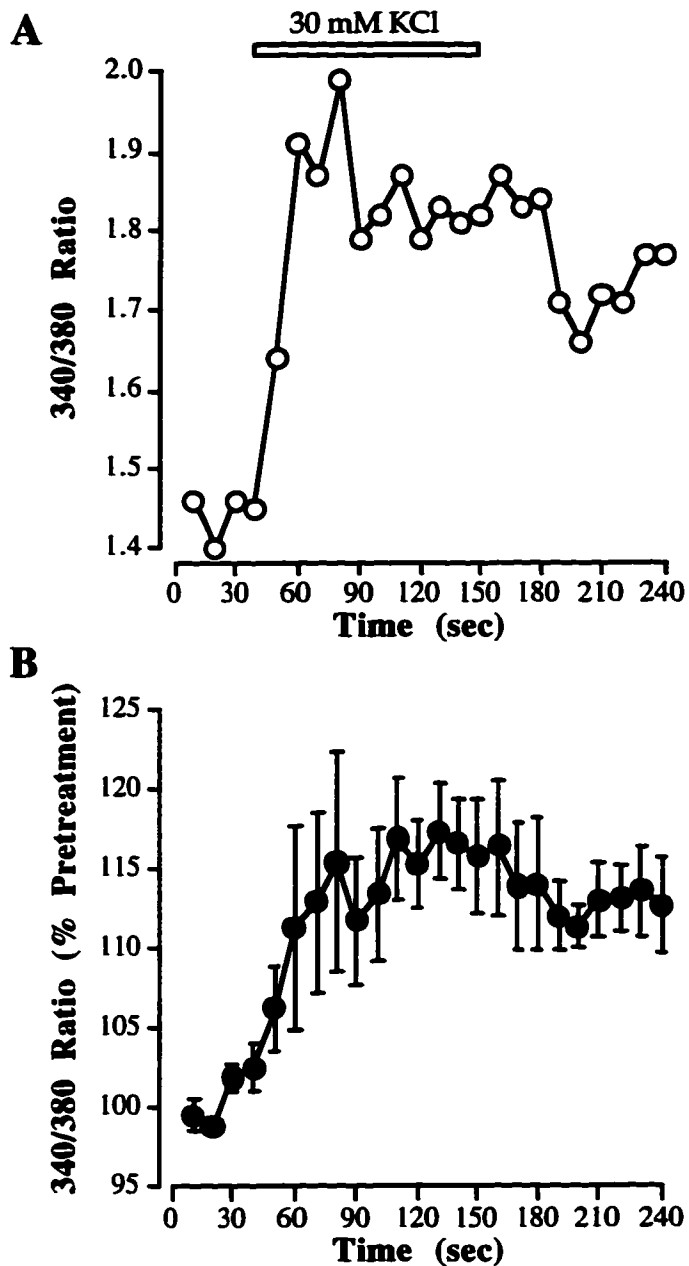 A
30 mM KCl
2.0
1.9
1.8
1.7
1.6
1.5
1.4
340/380 Ratio
0 30 60 90 120 150 180 210 240
Time (sec)
B
125
120
115
110
105
100
95
340/380 Ratio (% Pretreatment)
0 30 60 90 120 150 180 210 240
Time (sec)